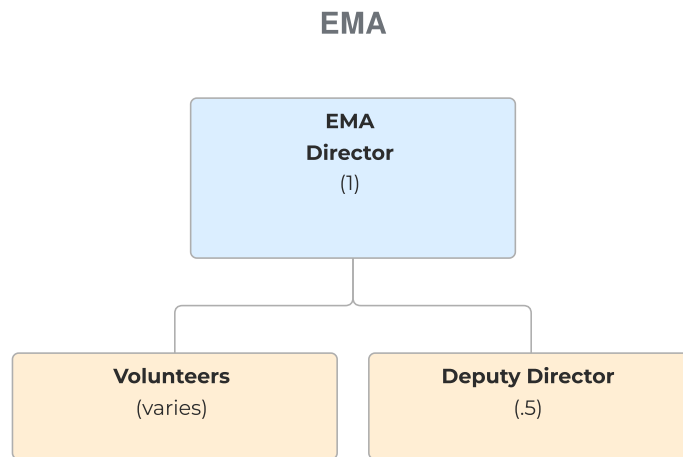 EMA
EMA
Director
(1)
Volunteers
(varies)
Deputy Director
(.5)